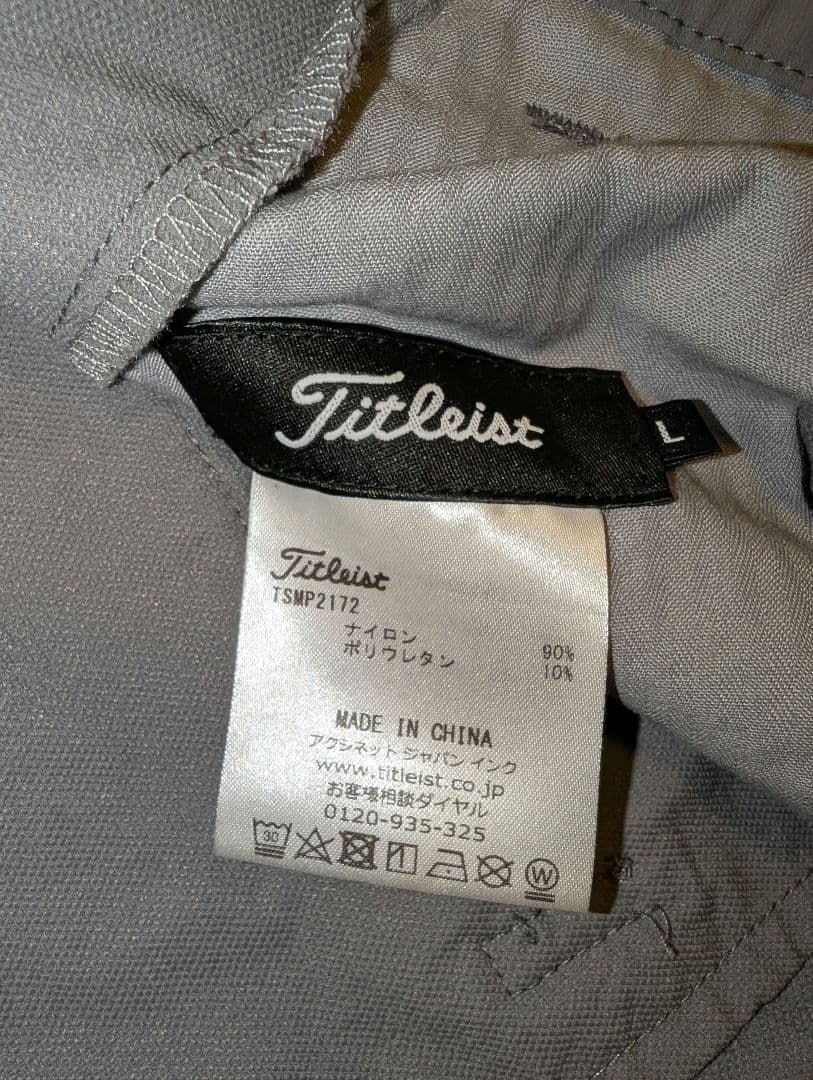 Titleist
L
Titleist
TSMP2172
ナイロン 90%
ポリウレタン 10%
MADE IN CHINA
アクシネット ジャパン インク
www.titleist.co.jp
お客様相談ダイヤル
0120-935-325
30
W